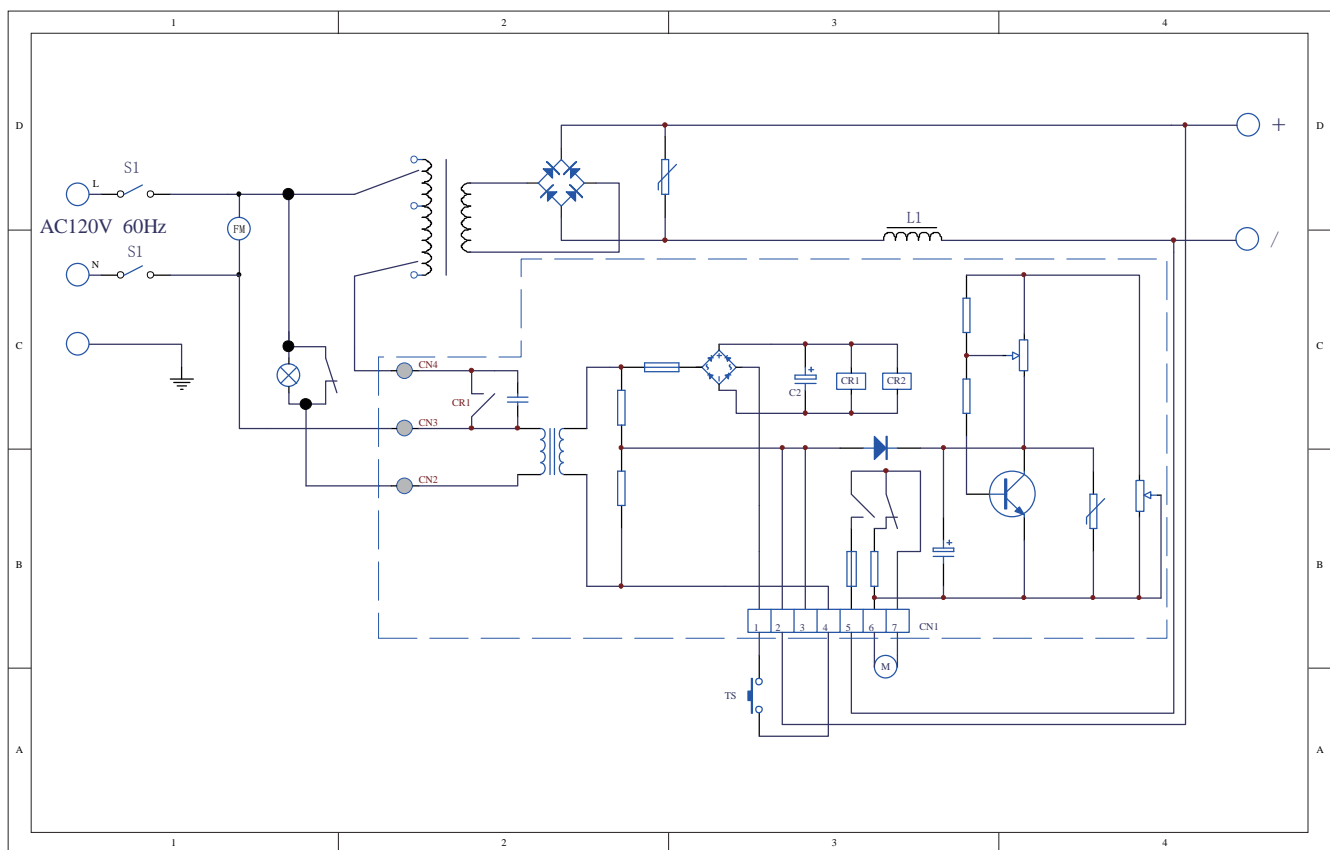 1 2 3 4
D D
S1
L
+
AC120V 60Hz
FM
L1
/
S1
N
C C
CN4
CR1
+
C2
CR1
CR2
CN3
CN2
+
B B
1 2 3 4 5 6 7
CN1
M
TS
A A
1 2 3 4